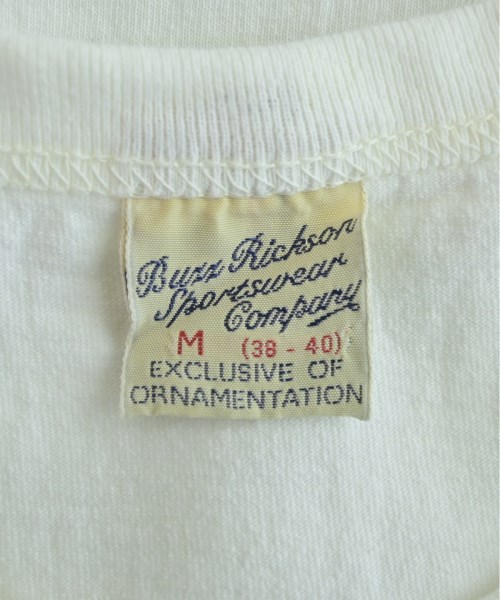 Buzz Rickson
Sportswear
Company
M (38 - 40)
EXCLUSIVE OF
ORNAMENTATION